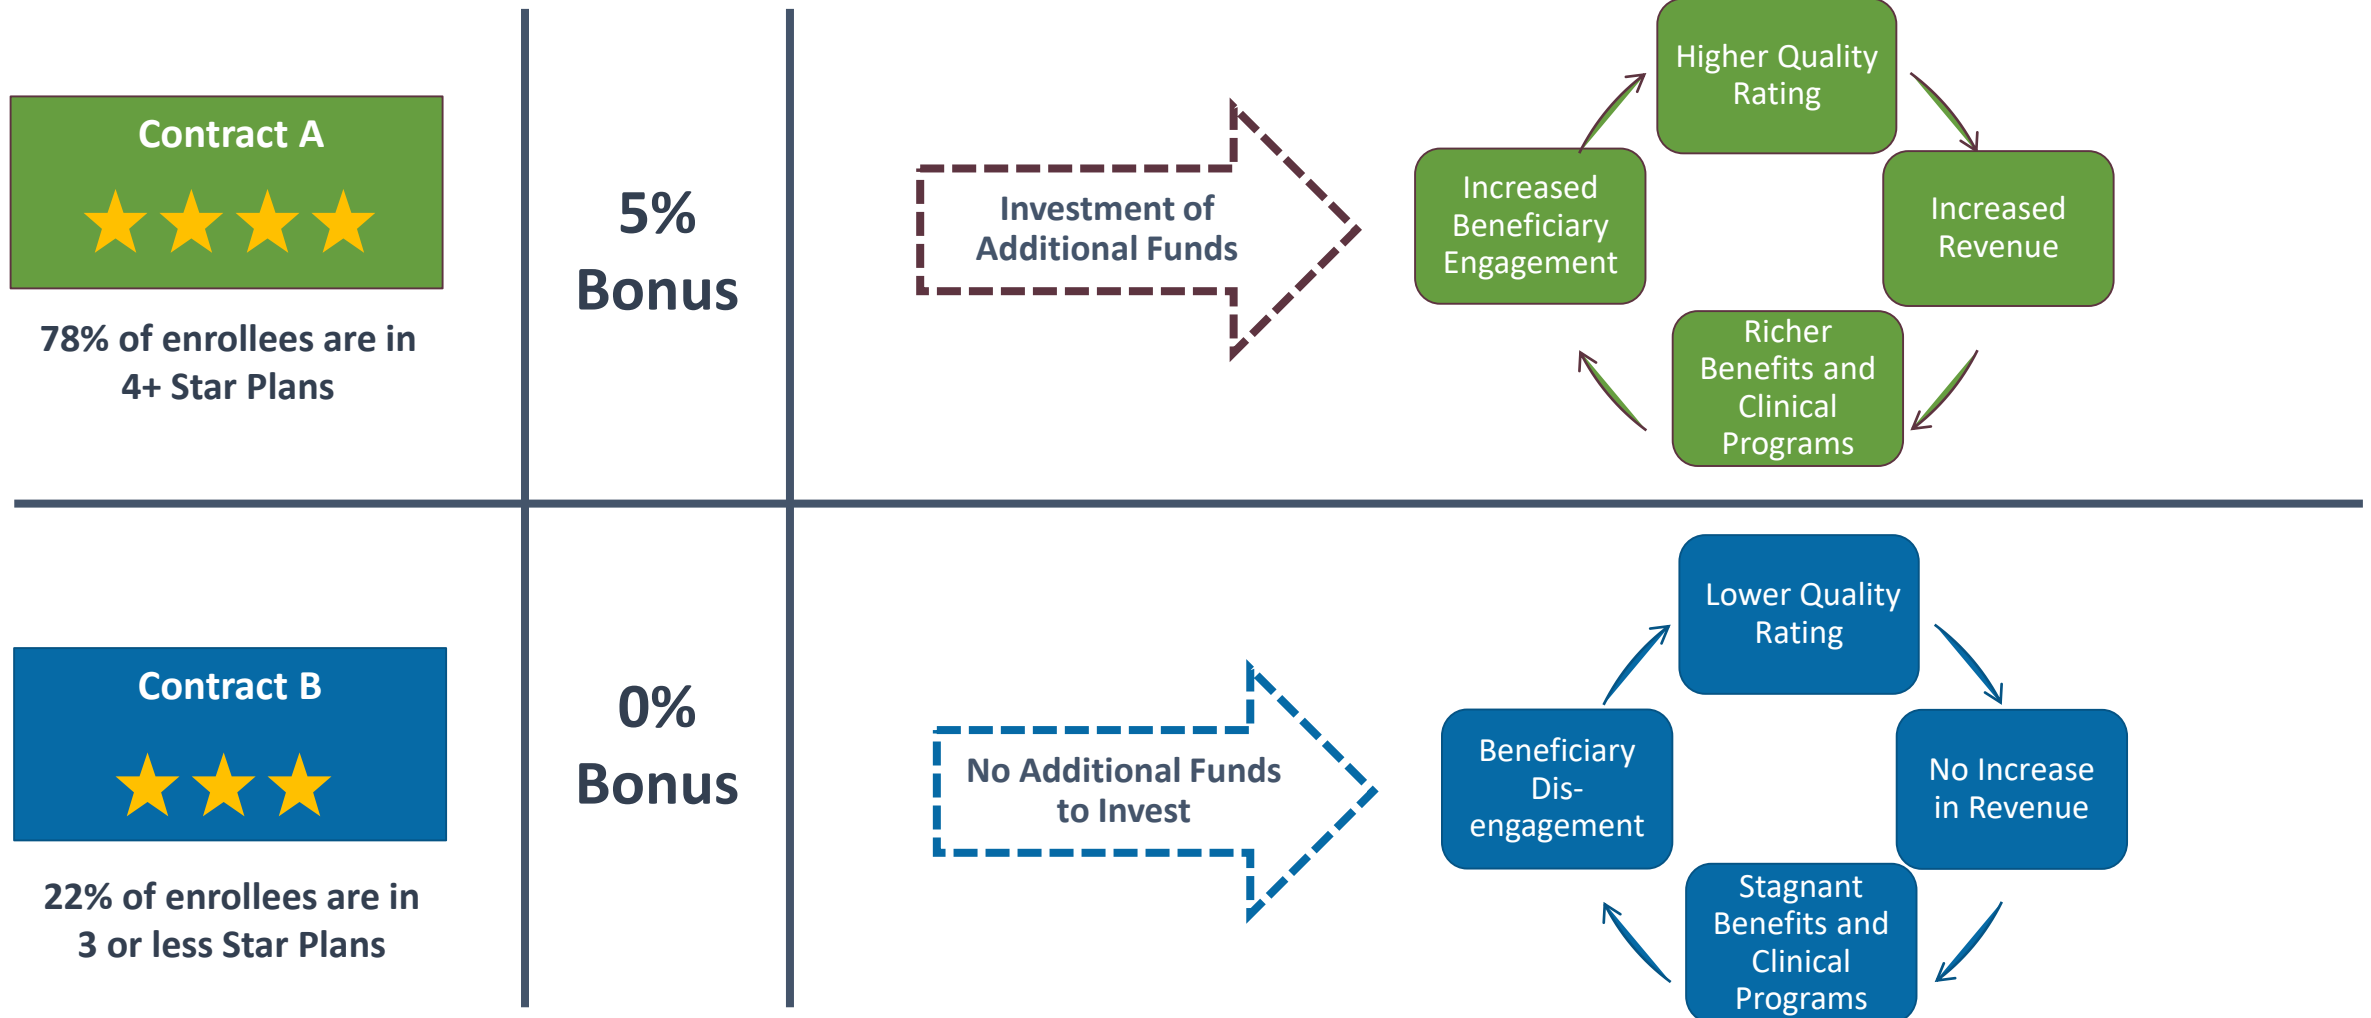 Contract A
78% of enrollees are in
4+ Star Plans
5%
Bonus
Investment of
Additional Funds
Higher Quality
Rating
Increased
Revenue
Richer
Benefits and
Clinical
Programs
Increased
Beneficiary
Engagement
Contract B
22% of enrollees are in
3 or less Star Plans
0%
Bonus
No Additional Funds
to Invest
Lower Quality
Rating
No Increase
in Revenue
Stagnant
Benefits and
Clinical
Programs
Beneficiary
Dis-
engagement